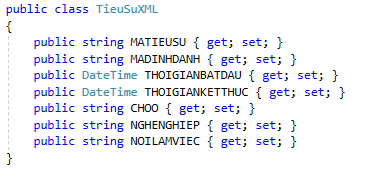 public class TieuSuXML
{
public string MATIEUSU { get; set; }
public string MADINHDANH { get; set; }
public DateTime THOIGIANBATDAU { get; set; }
public DateTime THOIGIANKETTHUC { get; set; }
public string CHOO { get; set; }
public string NGHENGHIEP { get; set; }
public string NOILAMVIEC { get; set; }
}